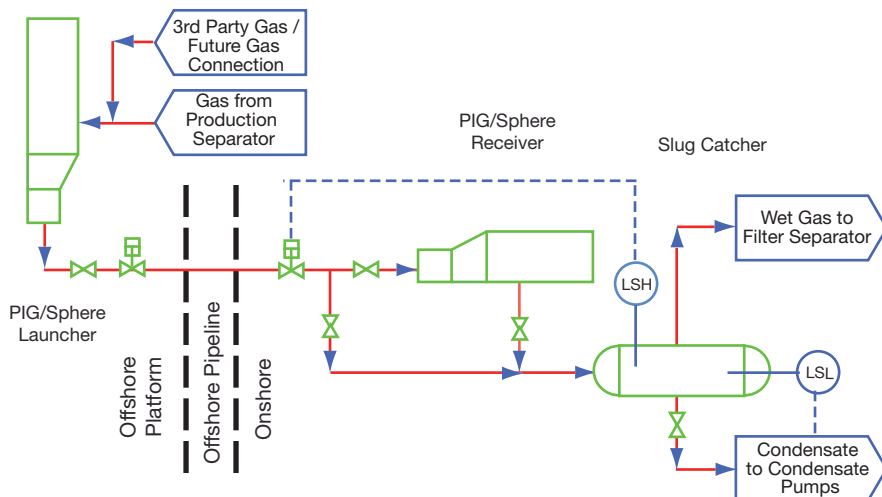 3rd Party Gas /
Future Gas
Connection
Gas from
Production
Separator
PIG/Sphere
Receiver
Slug Catcher
Wet Gas to
Filter Separator
LSH
PIG/Sphere
Launcher
Offshore
Platform
Offshore Pipeline
Onshore
LSL
Condensate
to Condensate
Pumps